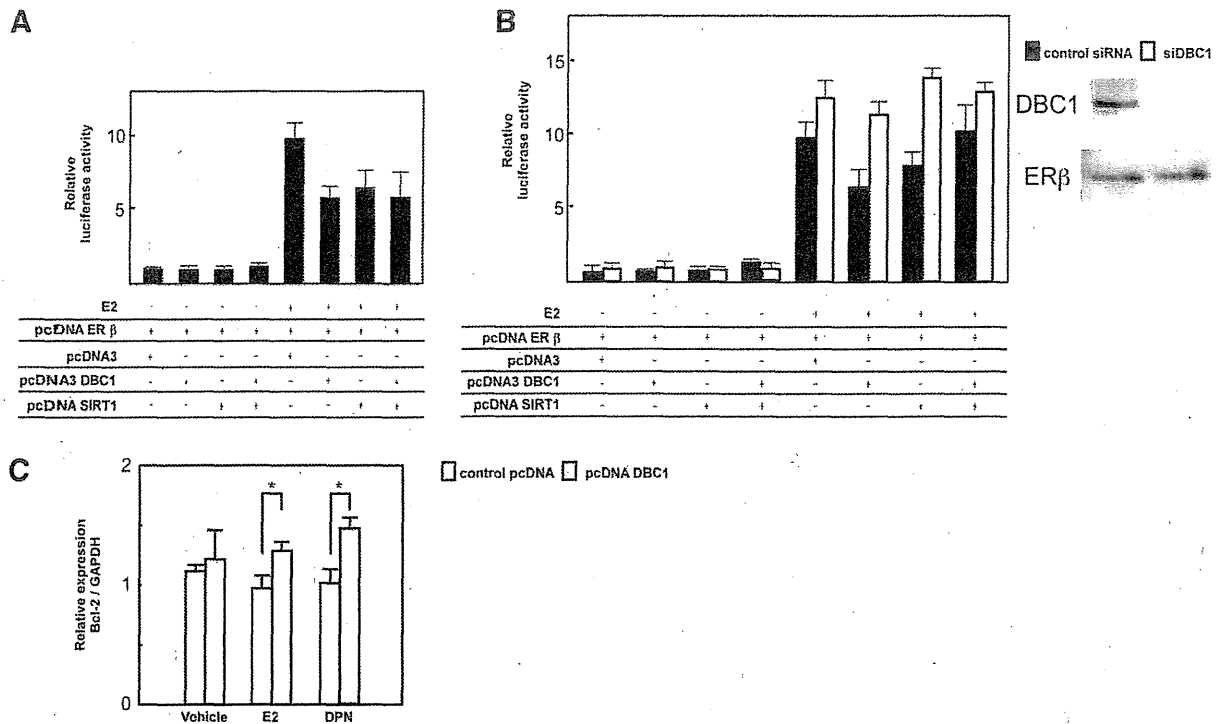 A
Relative
luciferase activity
10
5
E2 - - - - + + + +
pcDNA ER β + + + + + + + +
pcDNA3 + - - - + - - -
pcDNA3 DBC1 - + - + - + - +
pcDNA SIRT1 - - + + - - + +
B
Relative
luciferase activity
15
10
5
control siRNA siDBC1
DBC1
ERβ
E2 - - - - + + + +
pcDNA ER β + + + + + + + +
pcDNA3 + - - - + - - -
pcDNA3 DBC1 - + - + - + - +
pcDNA SIRT1 - - + + - - + +
C
Relative expression
Bcl-2 / GAPDH
2
1
0
* *
Vehicle E2 DPN
control pcDNA pcDNA DBC1